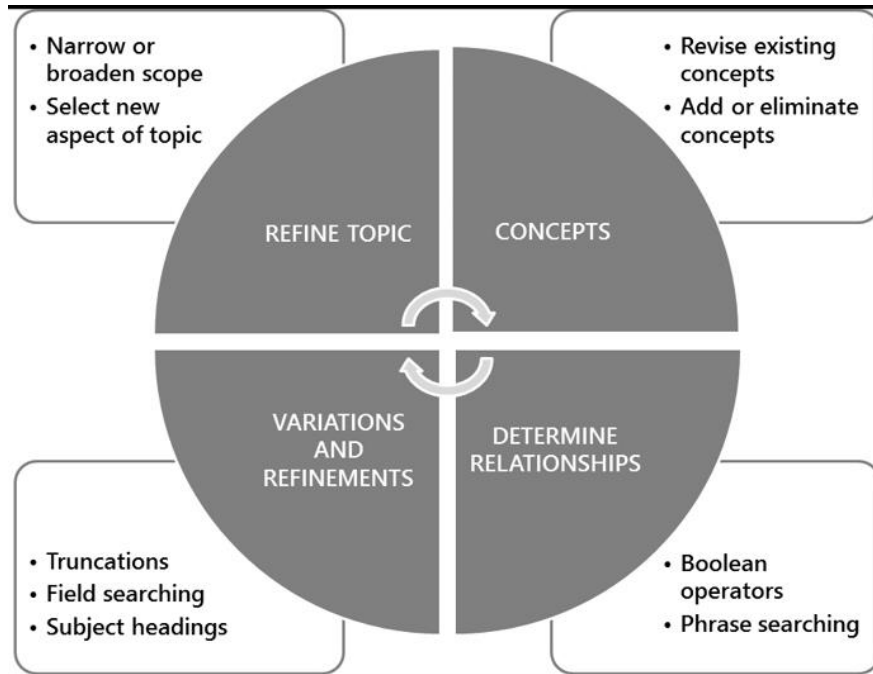 • Narrow or
broaden scope
• Select new
aspect of topic
• Revise existing
concepts
• Add or eliminate
concepts
REFINE TOPIC
CONCEPTS
VARIATIONS
AND
REFINEMENTS
DETERMINE
RELATIONSHIPS
• Truncations
• Field searching
• Subject headings
• Boolean
operators
• Phrase searching